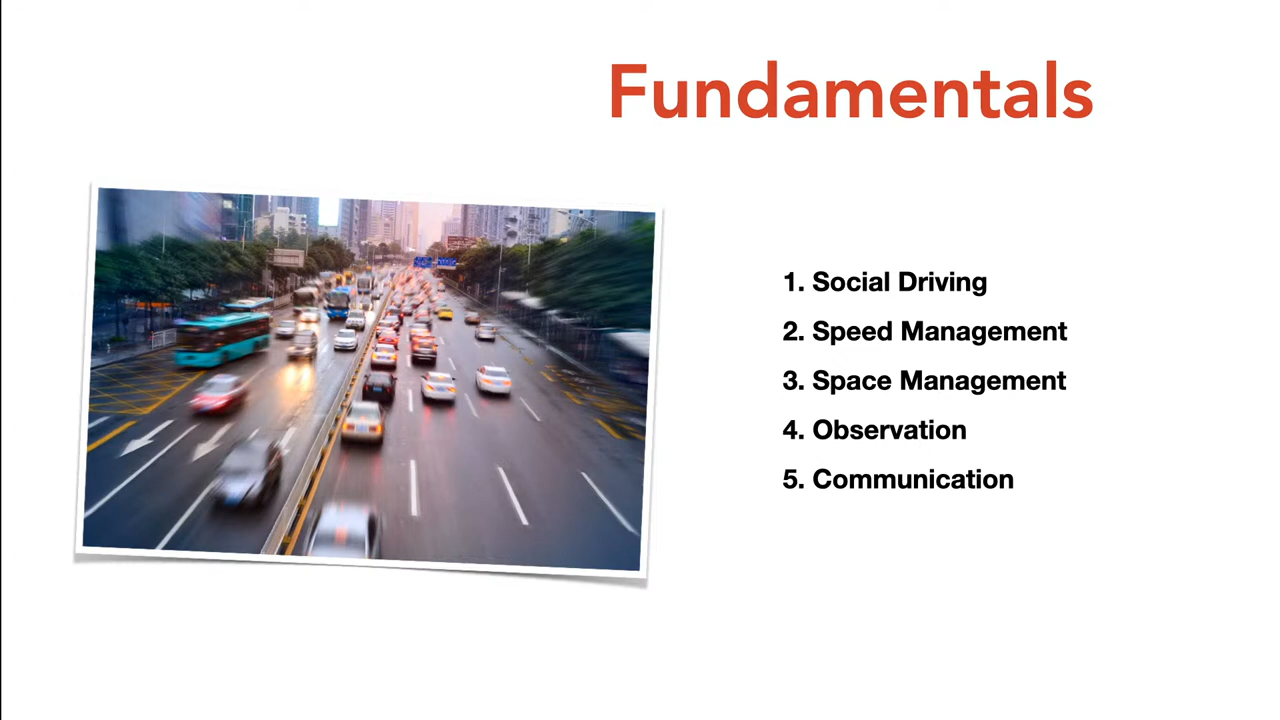 Fundamentals
1. Social Driving
2. Speed Management
3. Space Management
4. Observation
5. Communication